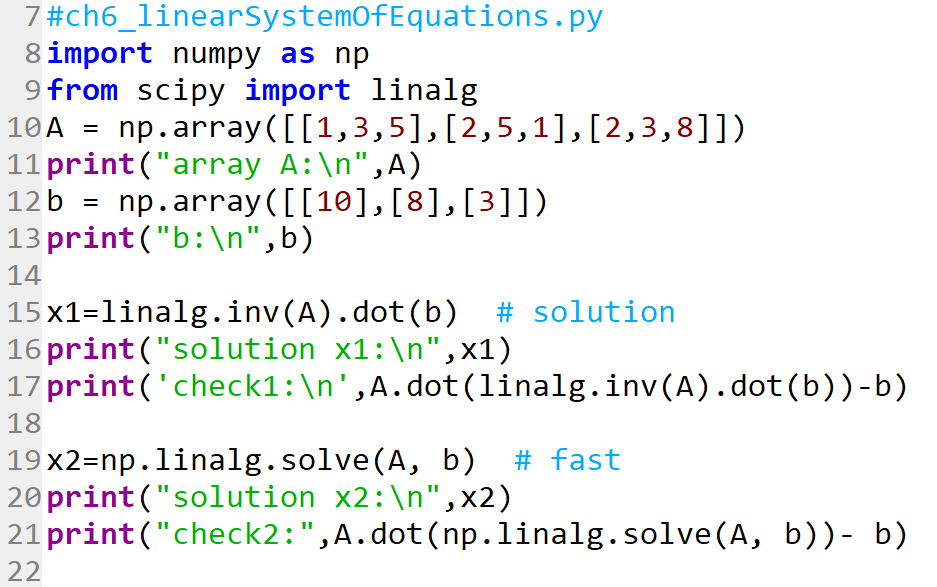 7 #ch6_linearSystemOfEquations.py
8 import numpy as np
9 from scipy import linalg
10 A = np.array([[1,3,5],[2,5,1],[2,3,8]])
11 print("array A:\n",A)
12 b = np.array([[10],[8],[3]])
13 print("b:\n",b)
14
15 x1=linalg.inv(A).dot(b)  # solution
16 print("solution x1:\n",x1)
17 print('check1:\n',A.dot(linalg.inv(A).dot(b))-b)
18
19 x2=np.linalg.solve(A, b)  # fast
20 print("solution x2:\n",x2)
21 print("check2:",A.dot(np.linalg.solve(A, b))- b)
22